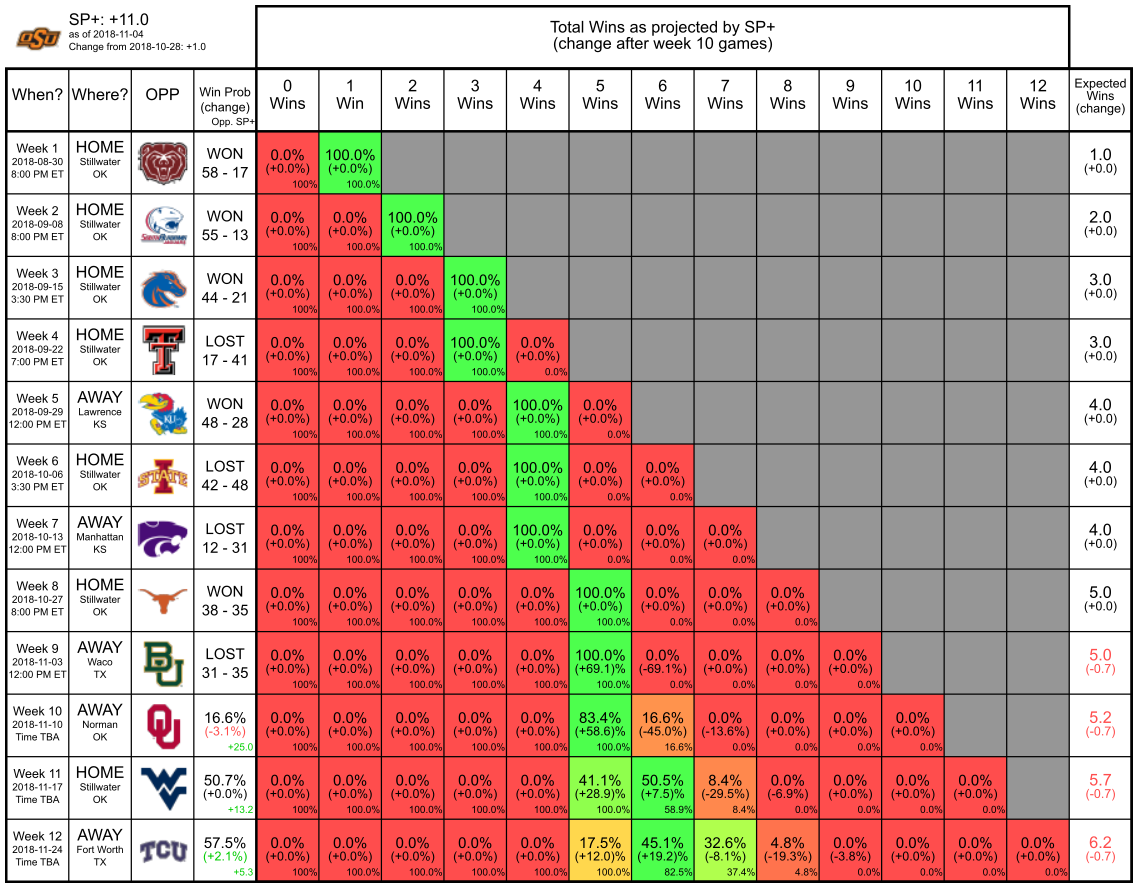 OSU
SP+: +11.0
as of 2018-11-04
Change from 2018-10-28: +1.0
Total Wins as projected by SP+
(change after week 10 games)
When? Where? OPP Win Prob (change) Opp. SP+ 0 Wins 1 Win 2 Wins 3 Wins 4 Wins 5 Wins 6 Wins 7 Wins 8 Wins 9 Wins 10 Wins 11 Wins 12 Wins Expected Wins (change)
Week 1 HOME WON 0.0% 100.0% 1.0
2018-08-30 Stillwater 58 - 17 (+0.0%) (+0.0%) (+0.0)
8:00 PM ET OK 100% 100.0%
Week 2 HOME WON 0.0% 0.0% 100.0% 2.0
2018-09-08 Stillwater 55 - 13 (+0.0%) (+0.0%) (+0.0%) (+0.0)
8:00 PM ET OK 100% 100.0% 100.0%
Week 3 HOME WON 0.0% 0.0% 0.0% 100.0% 3.0
2018-09-15 Stillwater 44 - 21 (+0.0%) (+0.0%) (+0.0%) (+0.0%) (+0.0)
3:30 PM ET OK 100% 100.0% 100.0% 100.0%
Week 4 HOME LOST 0.0% 0.0% 0.0% 100.0% 0.0% 3.0
2018-09-22 Stillwater 17 - 41 (+0.0%) (+0.0%) (+0.0%) (+0.0%) (+0.0%) (+0.0)
7:00 PM ET OK 100% 100.0% 100.0% 100.0% 0.0%
Week 5 AWAY KU WON 0.0% 0.0% 0.0% 0.0% 100.0% 0.0% 4.0
2018-09-29 Lawrence 48 - 28 (+0.0%) (+0.0%) (+0.0%) (+0.0%) (+0.0%) (+0.0%) (+0.0)
12:00 PM ET KS 100% 100.0% 100.0% 100.0% 100.0% 0.0%
Week 6 HOME STATE LOST 0.0% 0.0% 0.0% 0.0% 100.0% 0.0% 0.0% 4.0
2018-10-06 Stillwater 42 - 48 (+0.0%) (+0.0%) (+0.0%) (+0.0%) (+0.0%) (+0.0%) (+0.0%) (+0.0)
3:30 PM ET OK 100% 100.0% 100.0% 100.0% 100.0% 0.0% 0.0%
Week 7 AWAY LOST 0.0% 0.0% 0.0% 0.0% 100.0% 0.0% 0.0% 0.0% 4.0
2018-10-13 Manhattan 12 - 31 (+0.0%) (+0.0%) (+0.0%) (+0.0%) (+0.0%) (+0.0%) (+0.0%) (+0.0%) (+0.0)
12:00 PM ET KS 100% 100.0% 100.0% 100.0% 100.0% 0.0% 0.0% 0.0%
Week 8 HOME WON 0.0% 0.0% 0.0% 0.0% 0.0% 100.0% 0.0% 0.0% 0.0% 5.0
2018-10-27 Stillwater 38 - 35 (+0.0%) (+0.0%) (+0.0%) (+0.0%) (+0.0%) (+0.0%) (+0.0%) (+0.0%) (+0.0%) (+0.0)
8:00 PM ET OK 100% 100.0% 100.0% 100.0% 100.0% 100.0% 0.0% 0.0% 0.0%
Week 9 AWAY BU LOST 0.0% 0.0% 0.0% 0.0% 0.0% 100.0% 0.0% 0.0% 0.0% 0.0% 5.0
2018-11-03 Waco 31 - 35 (+0.0%) (+0.0%) (+0.0%) (+0.0%) (+0.0%) (+69.1)% (-69.1%) (+0.0%) (+0.0%) (+0.0%) (-0.7)
12:00 PM ET TX 100% 100.0% 100.0% 100.0% 100.0% 100.0% 0.0% 0.0% 0.0% 0.0%
Week 10 AWAY OU 16.6% 0.0% 0.0% 0.0% 0.0% 0.0% 83.4% 16.6% 0.0% 0.0% 0.0% 0.0% 5.2
2018-11-10 Norman (-3.1%) (+0.0%) (+0.0%) (+0.0%) (+0.0%) (+0.0%) (+58.6)% (-45.0%) (-13.6%) (+0.0%) (+0.0%) (+0.0%) (-0.7)
Time TBA OK +25.0 100% 100.0% 100.0% 100.0% 100.0% 100.0% 16.6% 0.0% 0.0% 0.0% 0.0%
Week 11 HOME WV 50.7% 0.0% 0.0% 0.0% 0.0% 0.0% 41.1% 50.5% 8.4% 0.0% 0.0% 0.0% 0.0% 5.7
2018-11-17 Stillwater (+0.0%) (+0.0%) (+0.0%) (+0.0%) (+0.0%) (+0.0%) (+28.9)% (+7.5)% (-29.5%) (-6.9%) (+0.0%) (+0.0%) (+0.0%) (-0.7)
Time TBA OK +13.2 100% 100.0% 100.0% 100.0% 100.0% 100.0% 58.9% 8.4% 0.0% 0.0% 0.0% 0.0%
Week 12 AWAY TCU 57.5% 0.0% 0.0% 0.0% 0.0% 0.0% 17.5% 45.1% 32.6% 4.8% 0.0% 0.0% 0.0% 0.0% 6.2
2018-11-24 Fort Worth (+2.1%) (+0.0%) (+0.0%) (+0.0%) (+0.0%) (+0.0%) (+12.0)% (+19.2)% (-8.1%) (-19.3%) (-3.8%) (+0.0%) (+0.0%) (+0.0%) (-0.7)
Time TBA TX +5.3 100% 100.0% 100.0% 100.0% 100.0% 100.0% 82.5% 37.4% 4.8% 0.0% 0.0% 0.0% 0.0%